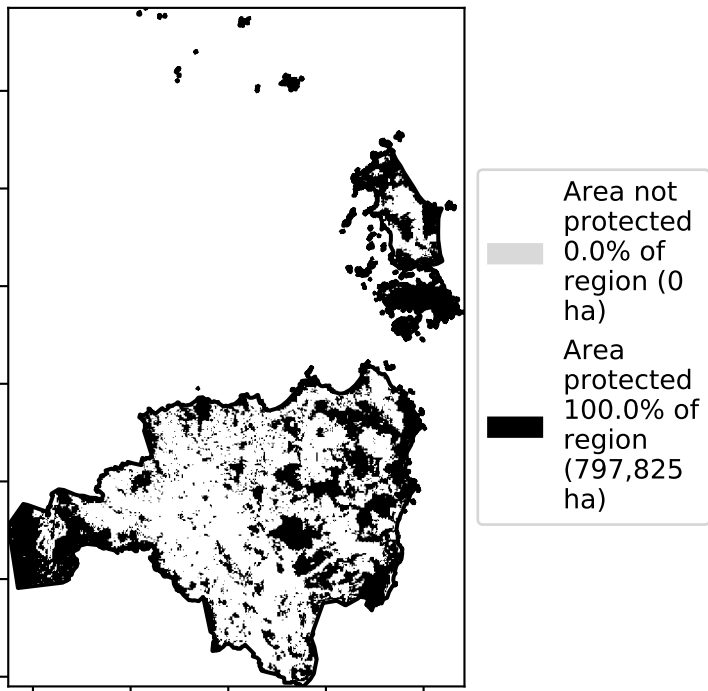 Area not
protected
0.0% of
region (0
ha)
Area
protected
100.0% of
region
(797,825
ha)